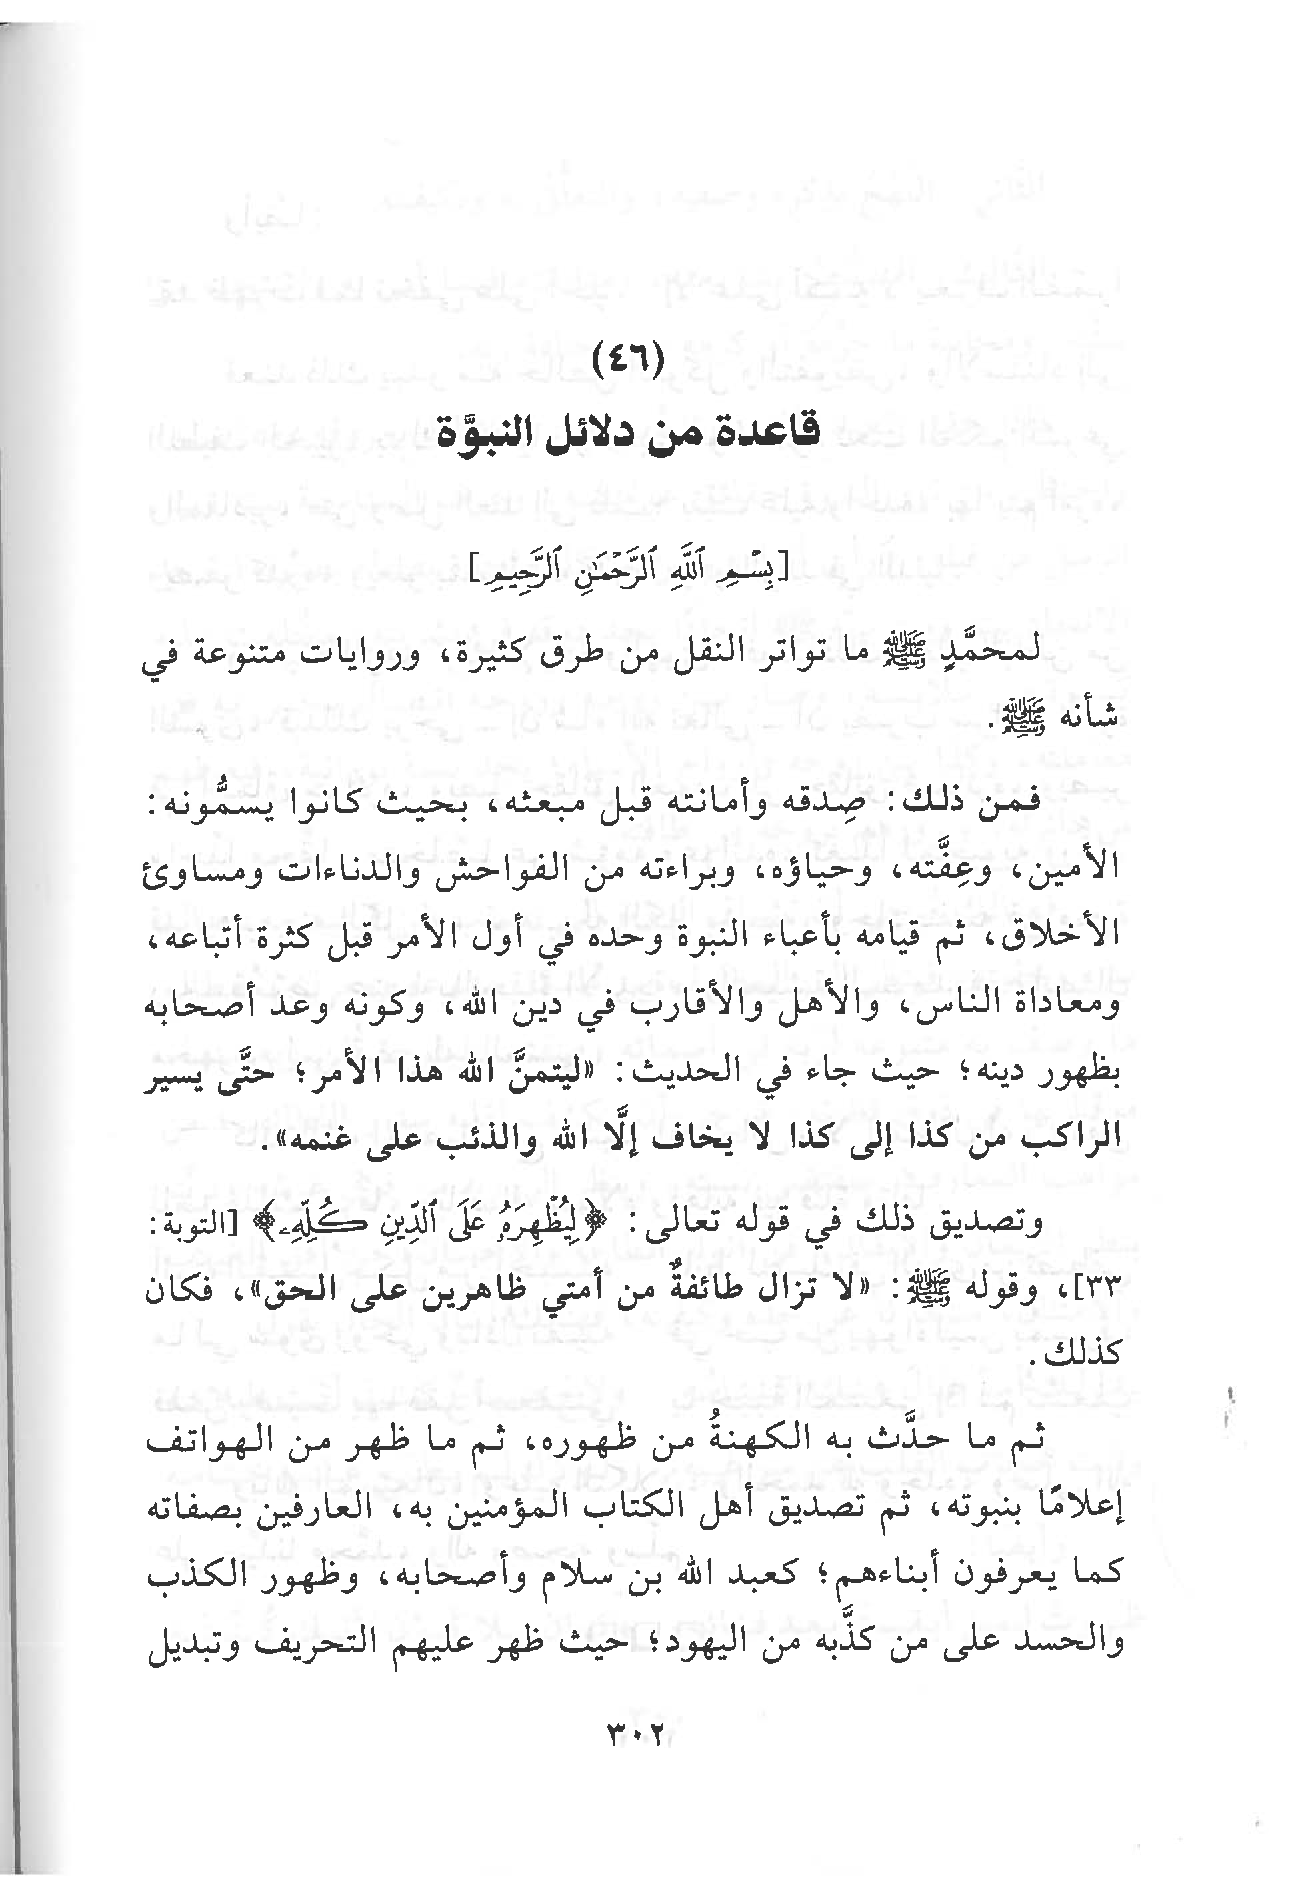 (٤٦)
قاعدة من دلائل النبوَّة
[بِسْمِ ٱللَّهِ ٱلرَّحْمَٰنِ ٱلرَّحِيمِ]
لمحمَّدٍ ﷺ ما تواتر النقل من طرق كثيرة، وروايات متنوعة في
شأنه ﷺ.
فمن ذلك: صِدقه وأمانته قبل مبعثه، بحيث كانوا يسمُّونه:
الأمين، وعِفَّته، وحياؤه، وبراءته من الفواحش والدناءات ومساوئ
الأخلاق، ثم قيامه بأعباء النبوة وحده في أول الأمر قبل كثرة أتباعه،
ومعاداة الناس، والأهل والأقارب في دين الله، وكونه وعد أصحابه
بظهور دينه؛ حيث جاء في الحديث: «ليتمنَّ الله هذا الأمر؛ حتَّى يسير
الراكب من كذا إلى كذا لا يخاف إلَّا الله والذئب على غنمه».
وتصديق ذلك في قوله تعالى: ﴿لِيُظْهِرَهُۥ عَلَى ٱلدِّينِ كُلِّهِۦ﴾ [التوبة:
٣٣]، وقوله ﷺ: «لا تزال طائفةٌ من أمتي ظاهرين على الحق»، فكان
كذلك.
ثم ما حدَّث به الكهنةُ من ظهوره، ثم ما ظهر من الهواتف
إعلامًا بنبوته، ثم تصديق أهل الكتاب المؤمنين به، العارفين بصفاته
كما يعرفون أبناءهم؛ كعبد الله بن سلام وأصحابه، وظهور الكذب
والحسد على من كذَّبه من اليهود؛ حيث ظهر عليهم التحريف وتبديل
٣٠٢